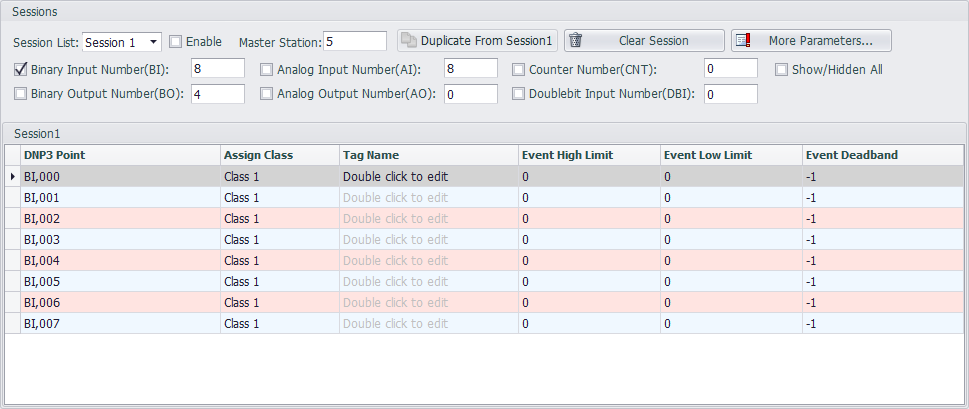 Sessions
Session List: Session 1 Enable Master Station: 5 Duplicate From Session1 Clear Session More Parameters...
Binary Input Number(BI): 8 Analog Input Number(AI): 8 Counter Number(CNT): 0 Show/Hidden All
Binary Output Number(BO): 4 Analog Output Number(AO): 0 Doublebit Input Number(DBI): 0
Session1
DNP3 Point Assign Class Tag Name Event High Limit Event Low Limit Event Deadband
BI,000 Class 1 Double click to edit 0 0 -1
BI,001 Class 1 Double click to edit 0 0 -1
BI,002 Class 1 Double click to edit 0 0 -1
BI,003 Class 1 Double click to edit 0 0 -1
BI,004 Class 1 Double click to edit 0 0 -1
BI,005 Class 1 Double click to edit 0 0 -1
BI,006 Class 1 Double click to edit 0 0 -1
BI,007 Class 1 Double click to edit 0 0 -1